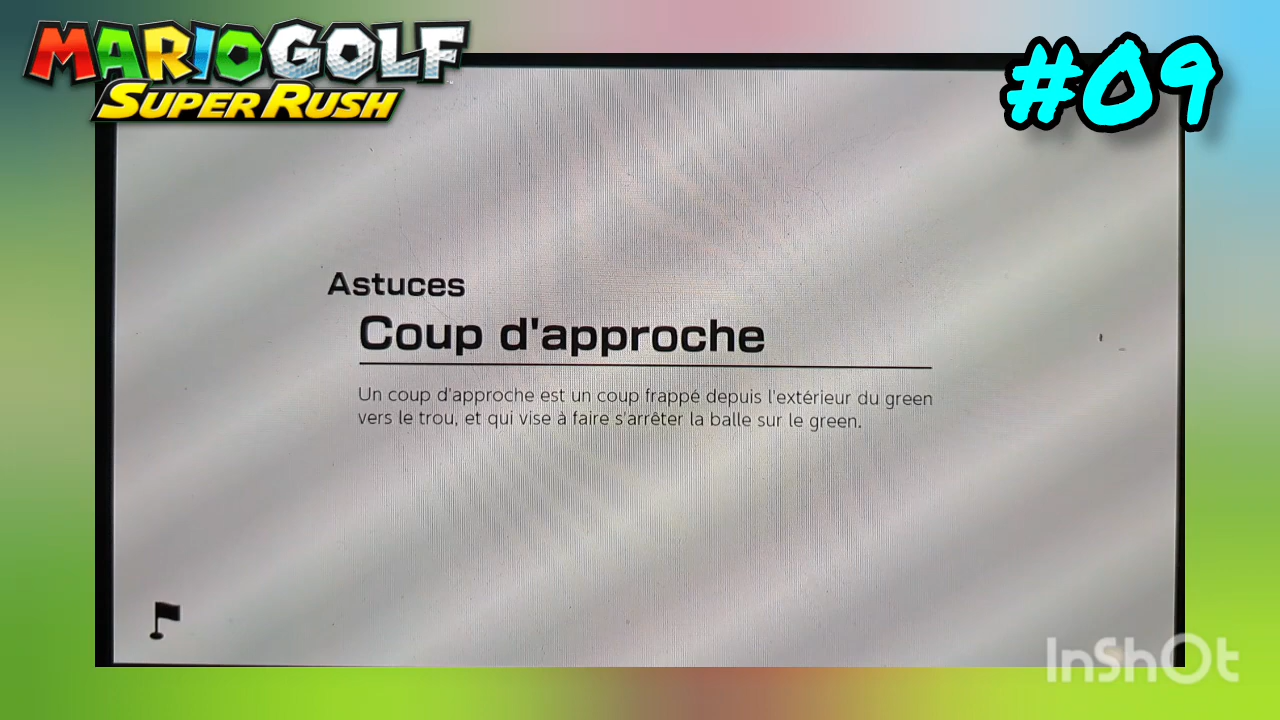 MARIO GOLF
SUPER RUSH
#09
Astuces
Coup d'approche
Un coup d'approche est un coup frappé depuis l'extérieur du green
vers le trou, et qui vise à faire s'arrêter la balle sur le green.
InShOt